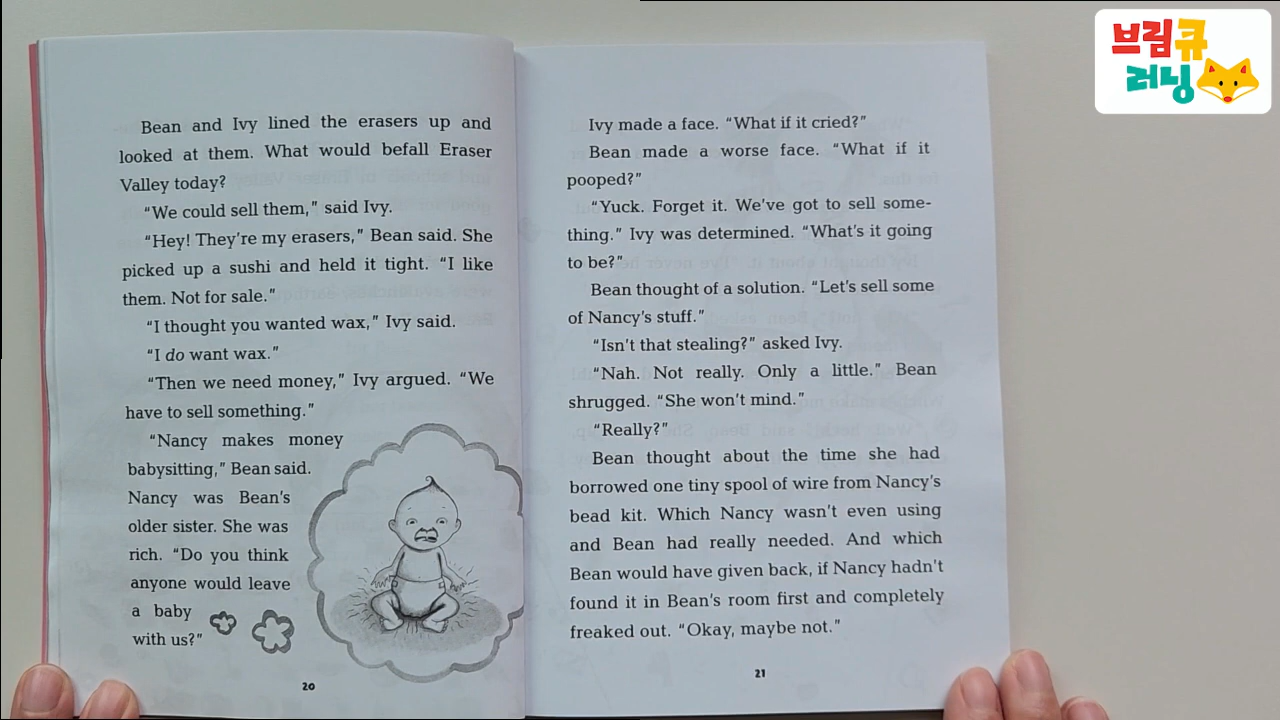 브림큐
러닝
Bean and Ivy lined the erasers up and
looked at them. What would befall Eraser
Valley today?
“We could sell them,” said Ivy.
“Hey! They’re my erasers,” Bean said. She
picked up a sushi and held it tight. “I like
them. Not for sale.”
“I thought you wanted wax,” Ivy said.
“I do want wax.”
“Then we need money,” Ivy argued. “We
have to sell something.”
“Nancy makes money
babysitting,” Bean said.
Nancy was Bean’s
older sister. She was
rich. “Do you think
anyone would leave
a baby
with us?”
20
Ivy made a face. “What if it cried?”
Bean made a worse face. “What if it
pooped?”
“Yuck. Forget it. We’ve got to sell some-
thing.” Ivy was determined. “What’s it going
to be?”
Bean thought of a solution. “Let’s sell some
of Nancy’s stuff.”
“Isn’t that stealing?” asked Ivy.
“Nah. Not really. Only a little.” Bean
shrugged. “She won’t mind.”
“Really?”
Bean thought about the time she had
borrowed one tiny spool of wire from Nancy’s
bead kit. Which Nancy wasn’t even using
and Bean had really needed. And which
Bean would have given back, if Nancy hadn’t
found it in Bean’s room first and completely
freaked out. “Okay, maybe not.”
21